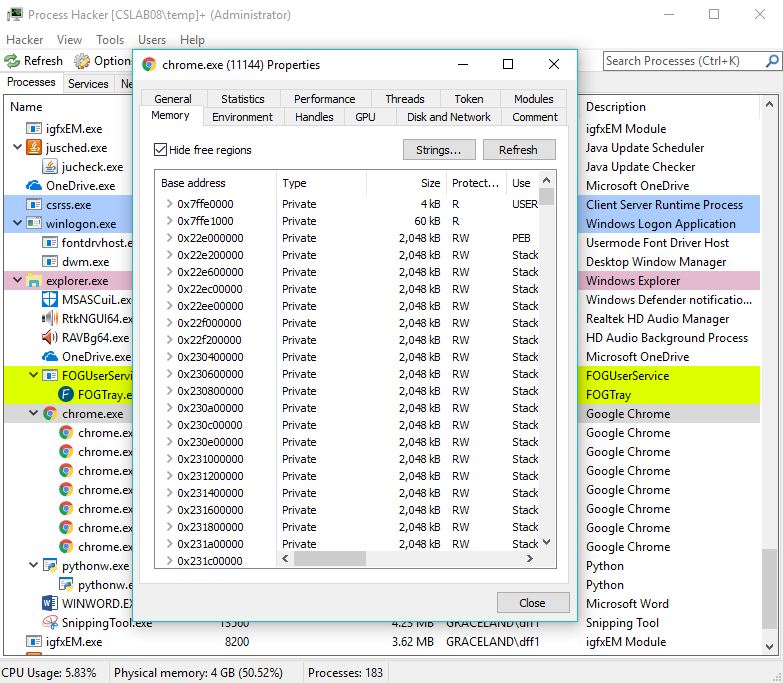 Process Hacker [CSLAB08\temp]+ (Administrator)
Hacker View Tools Users Help
Refresh Option
Search Processes (Ctrl+K)
Processes Services Ne
Name Description
igfxEM.exe igfxEM Module
jusched.exe Java Update Scheduler
jucheck.exe Java Update Checker
OneDrive.exe Microsoft OneDrive
csrss.exe Client Server Runtime Process
winlogon.exe Windows Logon Application
fontdrvhost.e Usermode Font Driver Host
dwm.exe Desktop Window Manager
explorer.exe Windows Explorer
MSASCuiL.ex Windows Defender notificatio...
RtkNGUI64.ex Realtek HD Audio Manager
RAVBg64.exe HD Audio Background Process
OneDrive.exe Microsoft OneDrive
FOGUserServi FOGUserService
FOGTray.e FOGTray
chrome.exe Google Chrome
chrome.ex Google Chrome
chrome.ex Google Chrome
chrome.ex Google Chrome
chrome.ex Google Chrome
chrome.ex Google Chrome
chrome.ex Google Chrome
chrome.ex Google Chrome
pythonw.exe Python
pythonw.e Python
WINWORD.EX Microsoft Word
SnippingTool.exe 13560 4.23 MB GRACELAND\dff1 Snipping Tool
igfxEM.exe 8200 3.62 MB GRACELAND\dff1 igfxEM Module
CPU Usage: 5.83% Physical memory: 4 GB (50.52%) Processes: 183
chrome.exe (11144) Properties
General Statistics Performance Threads Token Modules
Memory Environment Handles GPU Disk and Network Comment
Hide free regions Strings... Refresh
Base address Type Size Protect... Use
0x7ffe0000 Private 4 kB R USER
0x7ffe1000 Private 60 kB R
0x22e000000 Private 2,048 kB RW PEB
0x22e200000 Private 2,048 kB RW Stack
0x22e600000 Private 2,048 kB RW Stack
0x22ec00000 Private 2,048 kB RW Stack
0x22ee00000 Private 2,048 kB RW Stack
0x22f000000 Private 2,048 kB RW Stack
0x22f200000 Private 2,048 kB RW Stack
0x230400000 Private 2,048 kB RW Stack
0x230600000 Private 2,048 kB RW Stack
0x230800000 Private 2,048 kB RW Stack
0x230a00000 Private 2,048 kB RW Stack
0x230c00000 Private 2,048 kB RW Stack
0x230e00000 Private 2,048 kB RW Stack
0x231000000 Private 2,048 kB RW Stack
0x231200000 Private 2,048 kB RW Stack
0x231400000 Private 2,048 kB RW Stack
0x231600000 Private 2,048 kB RW Stack
0x231800000 Private 2,048 kB RW Stack
0x231a00000 Private 2,048 kB RW Stack
0x231c00000
Close